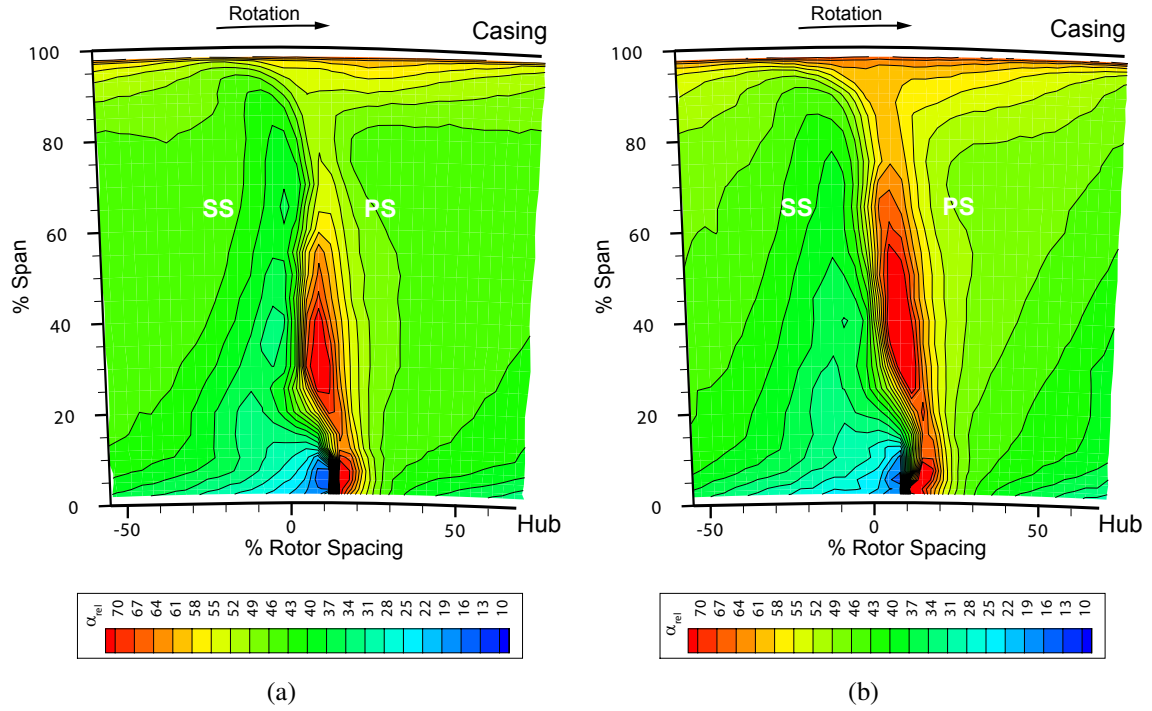 Rotation
Casing
100
80
60
40
20
0
% Span
SS
PS
-50
0
50
% Rotor Spacing
Hub
αrel
70 67 64 61 58 55 52 49 46 43 40 37 34 31 28 25 22 19 16 13 10
(a)
Rotation
Casing
100
80
60
40
20
0
% Span
SS
PS
-50
0
50
% Rotor Spacing
Hub
αrel
70 67 64 61 58 55 52 49 46 43 40 37 34 31 28 25 22 19 16 13 10
(b)